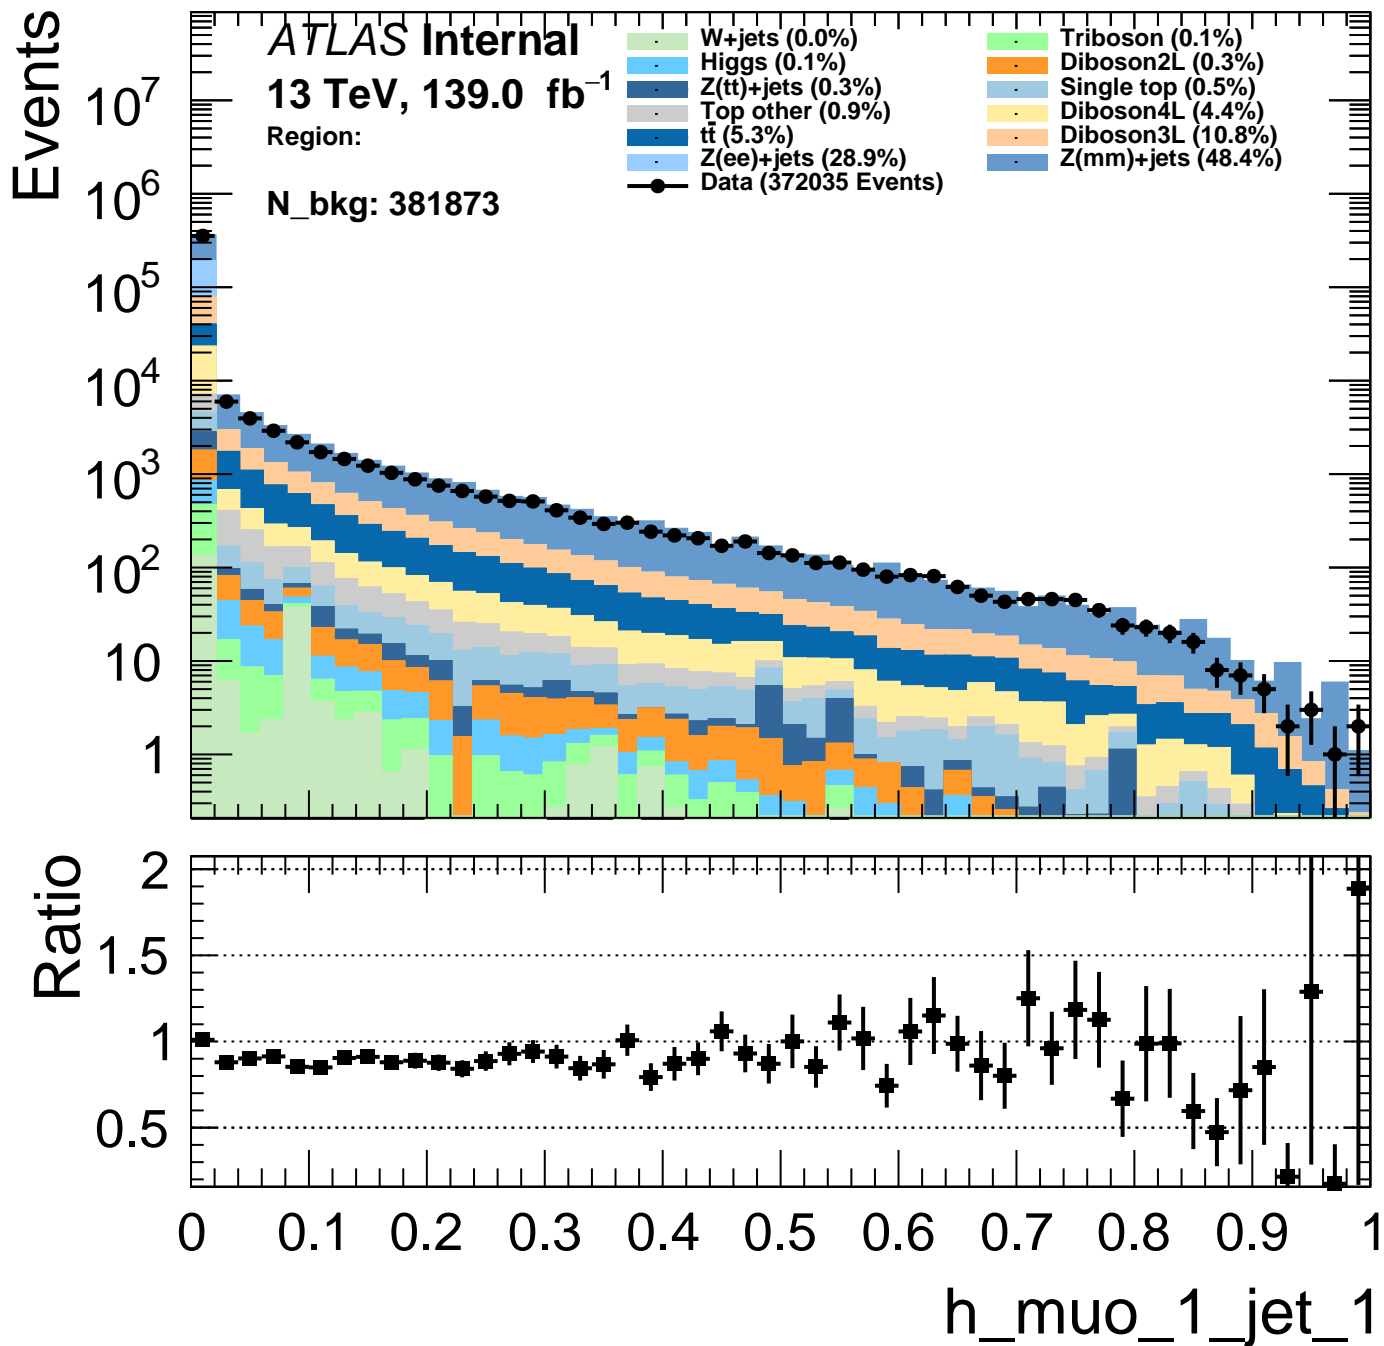 Events
ATLAS Internal
13 TeV, 139.0 fb⁻¹
Region:
N_bkg: 381873
W+jets (0.0%)
Higgs (0.1%)
Z(tt)+jets (0.3%)
Top other (0.9%)
tt̄ (5.3%)
Z(ee)+jets (28.9%)
Data (372035 Events)
Triboson (0.1%)
Diboson2L (0.3%)
Single top (0.5%)
Diboson4L (4.4%)
Diboson3L (10.8%)
Z(mm)+jets (48.4%)
10⁷
10⁶
10⁵
10⁴
10³
10²
10
1
Ratio
2
1.5
1
0.5
0 0.1 0.2 0.3 0.4 0.5 0.6 0.7 0.8 0.9 1
h_muo_1_jet_1